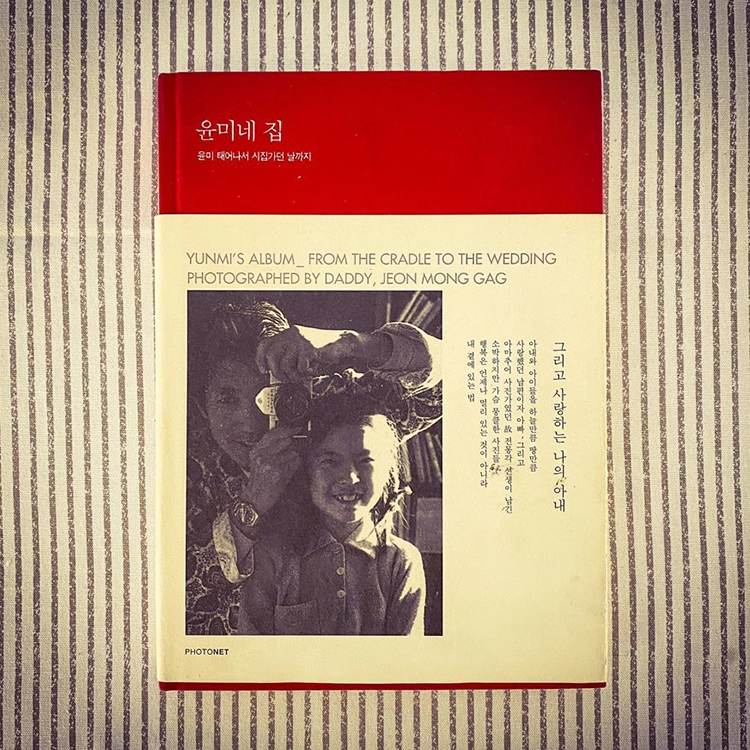 윤미네 집
윤미 태어나서 시집가던 날까지
YUNMI'S ALBUM_ FROM THE CRADLE TO THE WEDDING
PHOTOGRAPHED BY DADDY, JEON MONG GAG
그리고 사랑하는 나의 아내
아내와 아이들을 하늘만큼 땅만큼
사랑했던 남편이자 아빠, 그리고
아마추어 사진가였던 故 전몽각 선생이 남긴
소박하지만 가슴 뭉클한 사진들
행복은 언제나 멀리 있는 것이 아니라
내 곁에 있는 법
PHOTONET